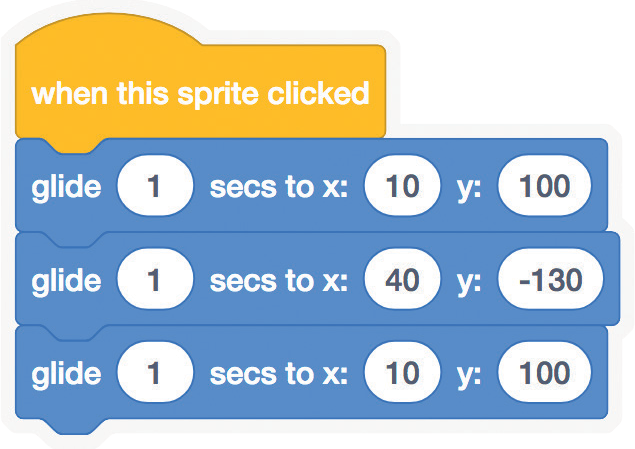 when this sprite clicked
glide 1 secs to x: 10 y: 100
glide 1 secs to x: 40 y: -130
glide 1 secs to x: 10 y: 100